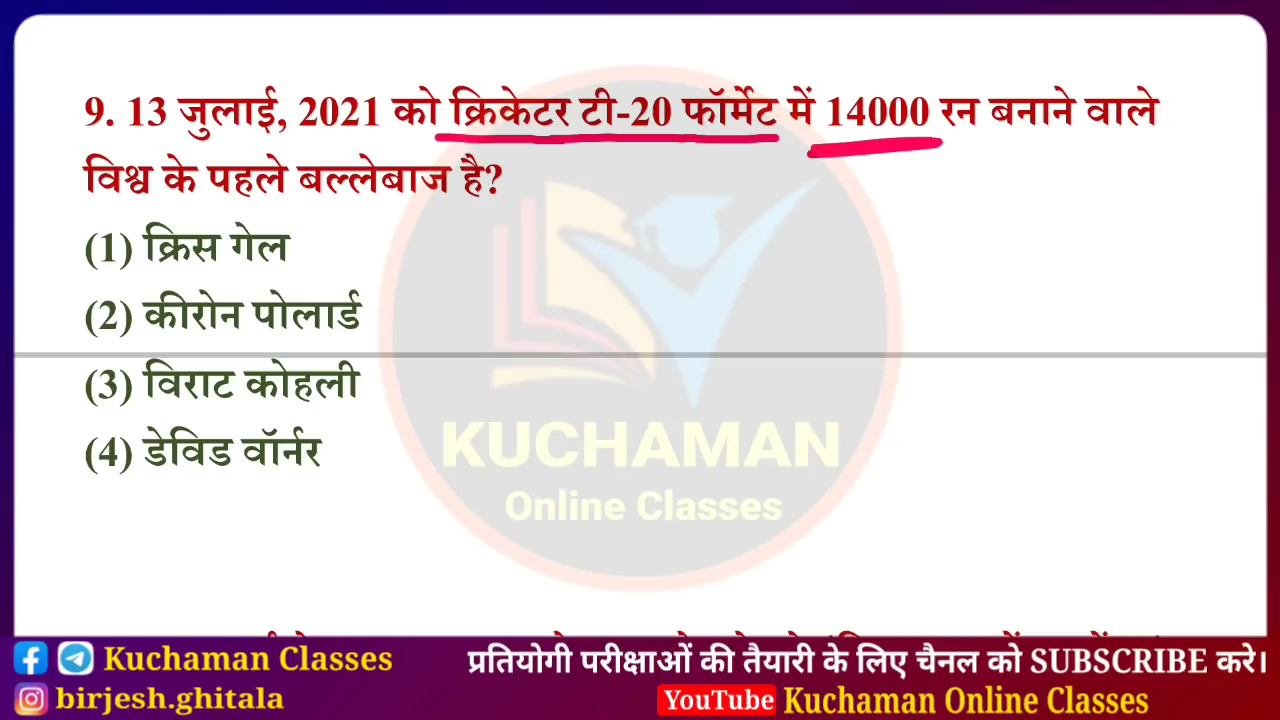 9. 13 जुलाई, 2021 को क्रिकेटर टी-20 फॉर्मेट में 14000 रन बनाने वाले
विश्व के पहले बल्लेबाज है?
(1) क्रिस गेल
(2) कीरोन पोलार्ड
(3) विराट कोहली
(4) डेविड वॉर्नर
KUCHAMAN
Online Classes
Kuchaman Classes
प्रतियोगी परीक्षाओं की तैयारी के लिए चैनल को SUBSCRIBE करे।
birjesh.ghitala
YouTube Kuchaman Online Classes